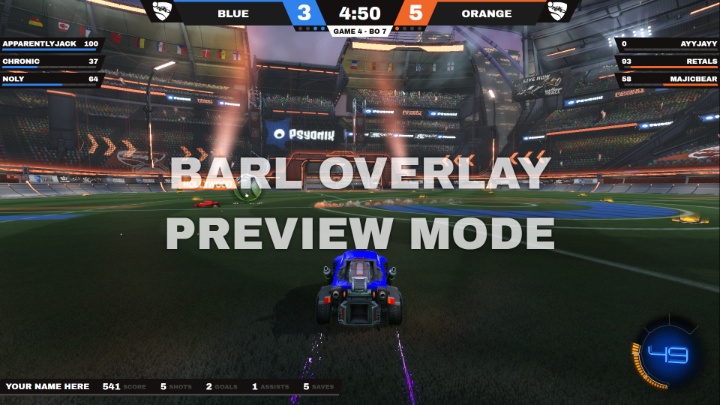 BLUE 3 4:50 5 ORANGE
GAME 4 - BO 7
APPARENTLYJACK 100
CHRONIC 37
NOLY 64
0 AYYJAYY
93 RETALS
58 MAJICBEAR
PSYONIX
BARL OVERLAY
PREVIEW MODE
49
YOUR NAME HERE 541 SCORE 5 SHOTS 2 GOALS 1 ASSISTS 5 SAVES